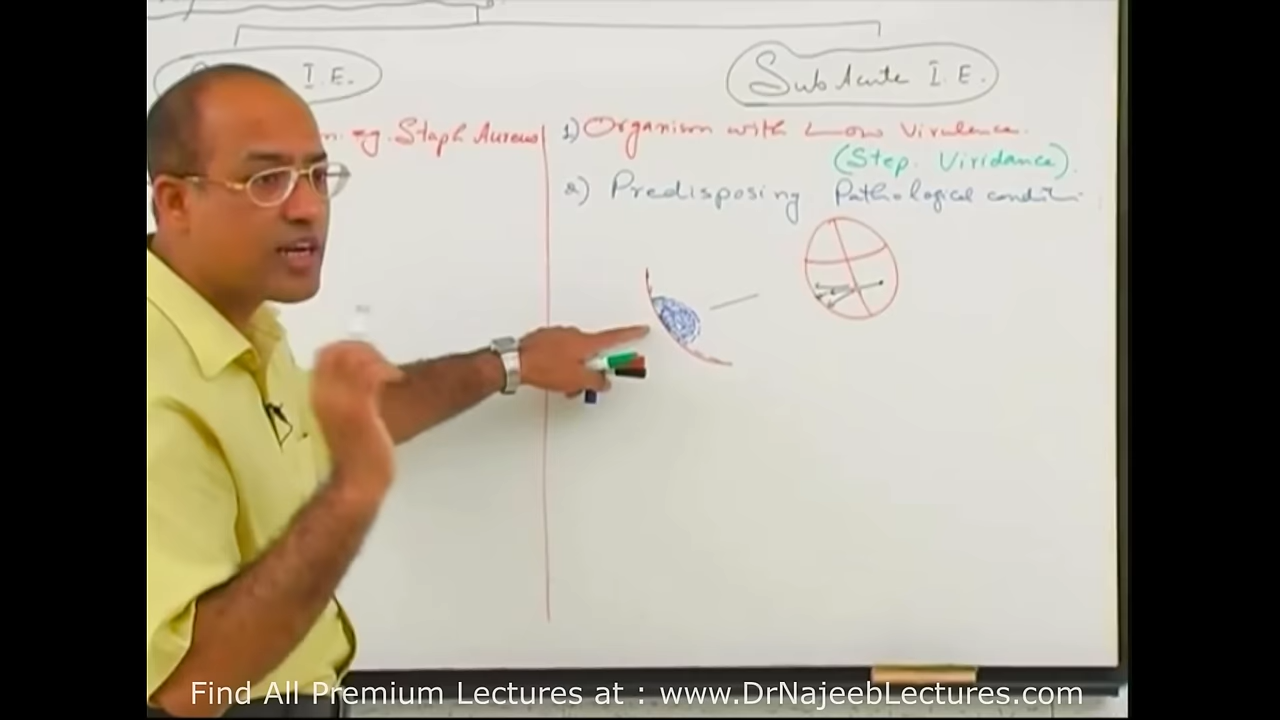 I.E.
Sub Acute I.E.
eg. Staph Aureus
1) Organism with Low Virulence.
(Step. Viridance).
2) Predisposing Pathological conditi
Find All Premium Lectures at : www.DrNajeebLectures.com